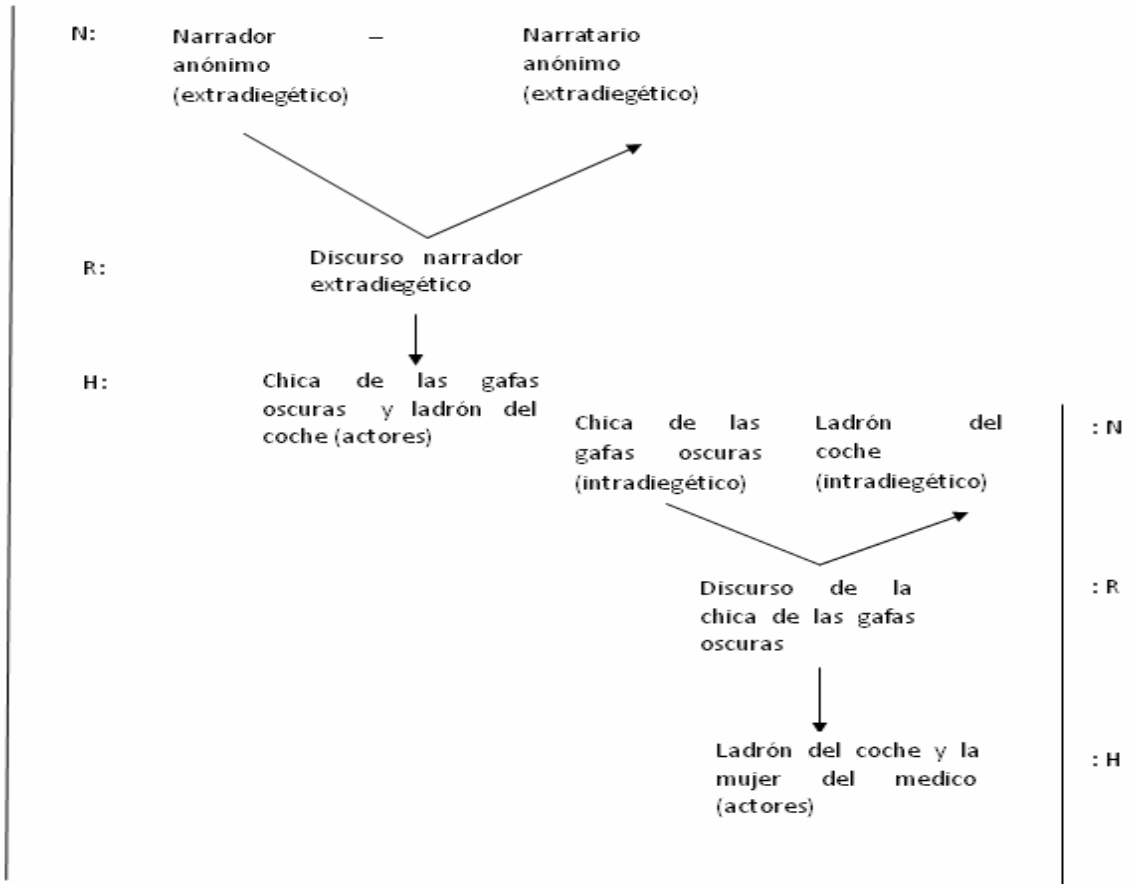 N: Narrador – Narratario
anónimo anónimo
(extradiegético) (extradiegético)
R: Discurso narrador
extradiegético
H: Chica de las gafas
oscuras y ladrón del
coche (actores)
Chica de las Ladrón del : N
gafas oscuras coche
(intradiegético) (intradiegético)
Discurso de la : R
chica de las gafas
oscuras
Ladrón del coche y la : H
mujer del medico
(actores)